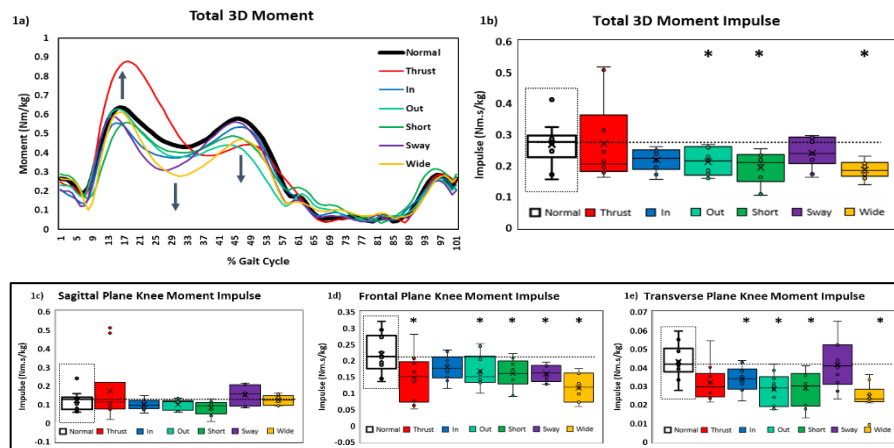 1a) Total 3D Moment
Moment (Nm/kg)
1
0.9
0.8
0.7
0.6
0.5
0.4
0.3
0.2
0.1
0
1 5 9 13 17 21 25 29 33 37 41 45 49 53 57 61 65 69 73 77 81 85 89 93 97 101
% Gait Cycle
Normal
Thrust
In
Out
Short
Sway
Wide
1b) Total 3D Moment Impulse
Impulse (Nm.s/kg)
0.6
0.5
0.4
0.3
0.2
0.1
0
* * *
Normal Thrust In Out Short Sway Wide
1c) Sagittal Plane Knee Moment Impulse
Impulse (Nm.s/kg)
0.6
0.5
0.4
0.3
0.2
0.1
0
-0.1
Normal Thrust In Out Short Sway Wide
1d) Frontal Plane Knee Moment Impulse
Impulse (Nm.s/kg)
0.35
0.3
0.25
0.2
0.15
0.1
0.05
0
-0.05
* * * * *
Normal Thrust In Out Short Sway Wide
1e) Transverse Plane Knee Moment Impulse
Impulse (Nm.s/kg)
0.07
0.06
0.05
0.04
0.03
0.02
0.01
0
* * * *
Normal Thrust In Out Short Sway Wide